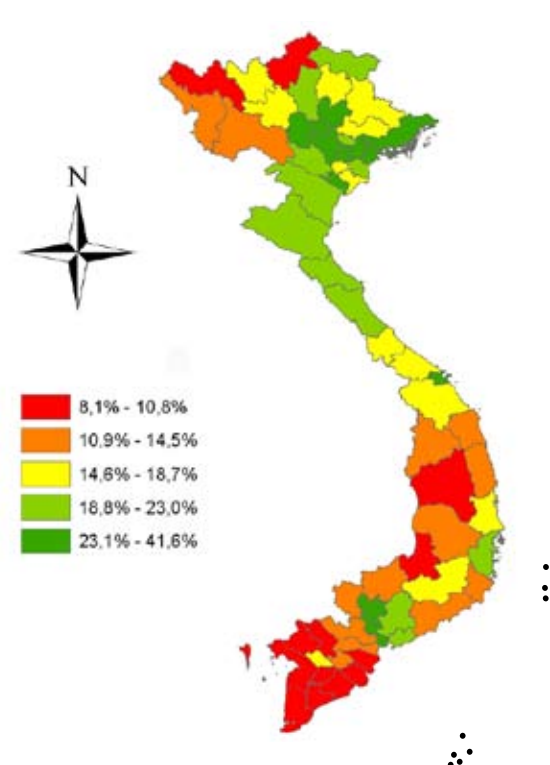 N
8,1% - 10,8%
10,9% - 14,5%
14,6% - 18,7%
18,8% - 23,0%
23,1% - 41,6%